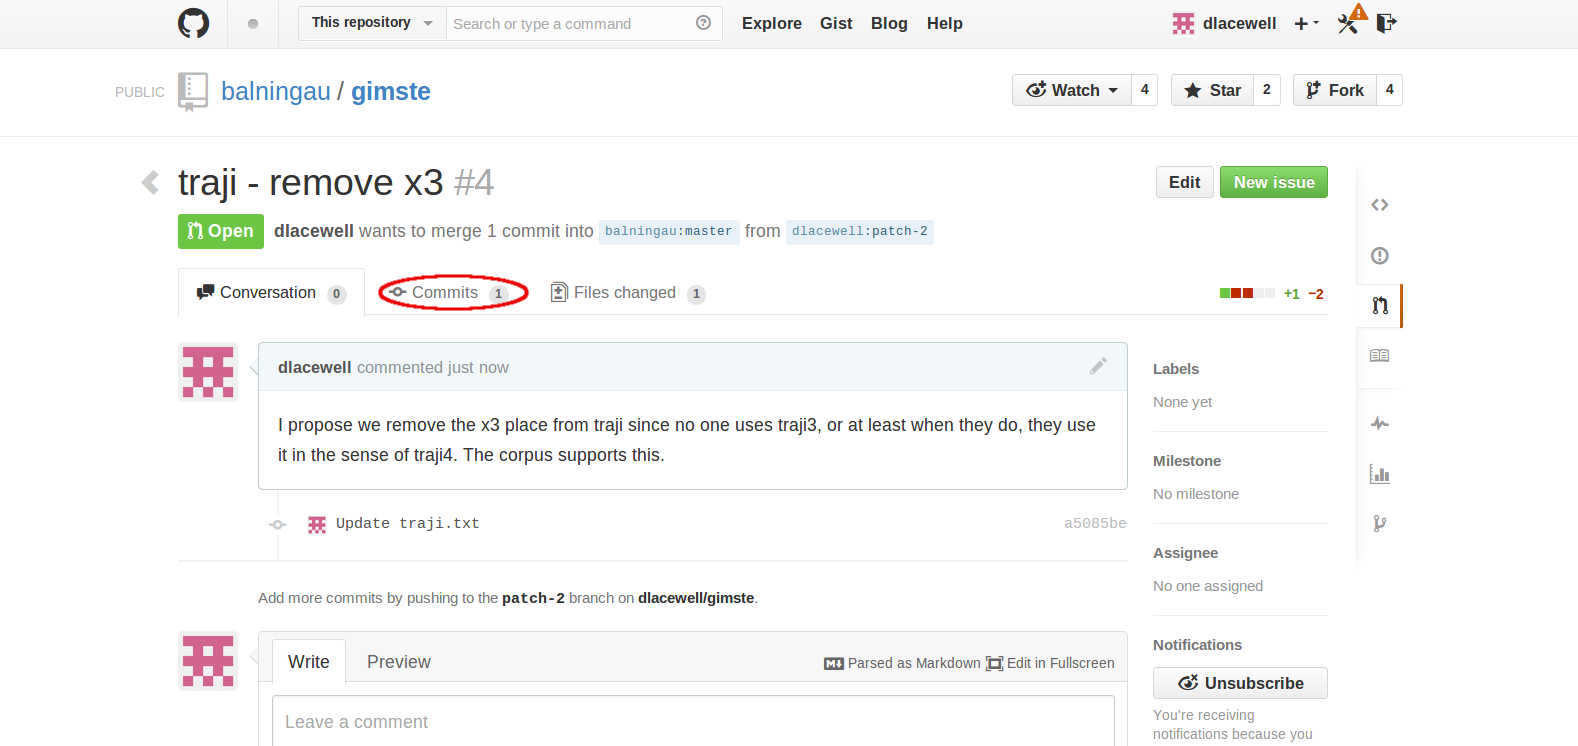 This repository
Search or type a command
Explore Gist Blog Help
dlacewell
PUBLIC balningau / gimste
Watch 4 Star 2 Fork 4
traji - remove x3 #4
Edit New issue
Open dlacewell wants to merge 1 commit into balningau:master from dlacewell:patch-2
Conversation 0 Commits 1 Files changed 1 +1 −2
dlacewell commented just now
I propose we remove the x3 place from traji since no one uses traji3, or at least when they do, they use
it in the sense of traji4. The corpus supports this.
Update traji.txt a5085be
Add more commits by pushing to the patch-2 branch on dlacewell/gimste.
Write Preview Parsed as Markdown Edit in Fullscreen
Leave a comment
Labels
None yet
Milestone
No milestone
Assignee
No one assigned
Notifications
Unsubscribe
You're receiving
notifications because you